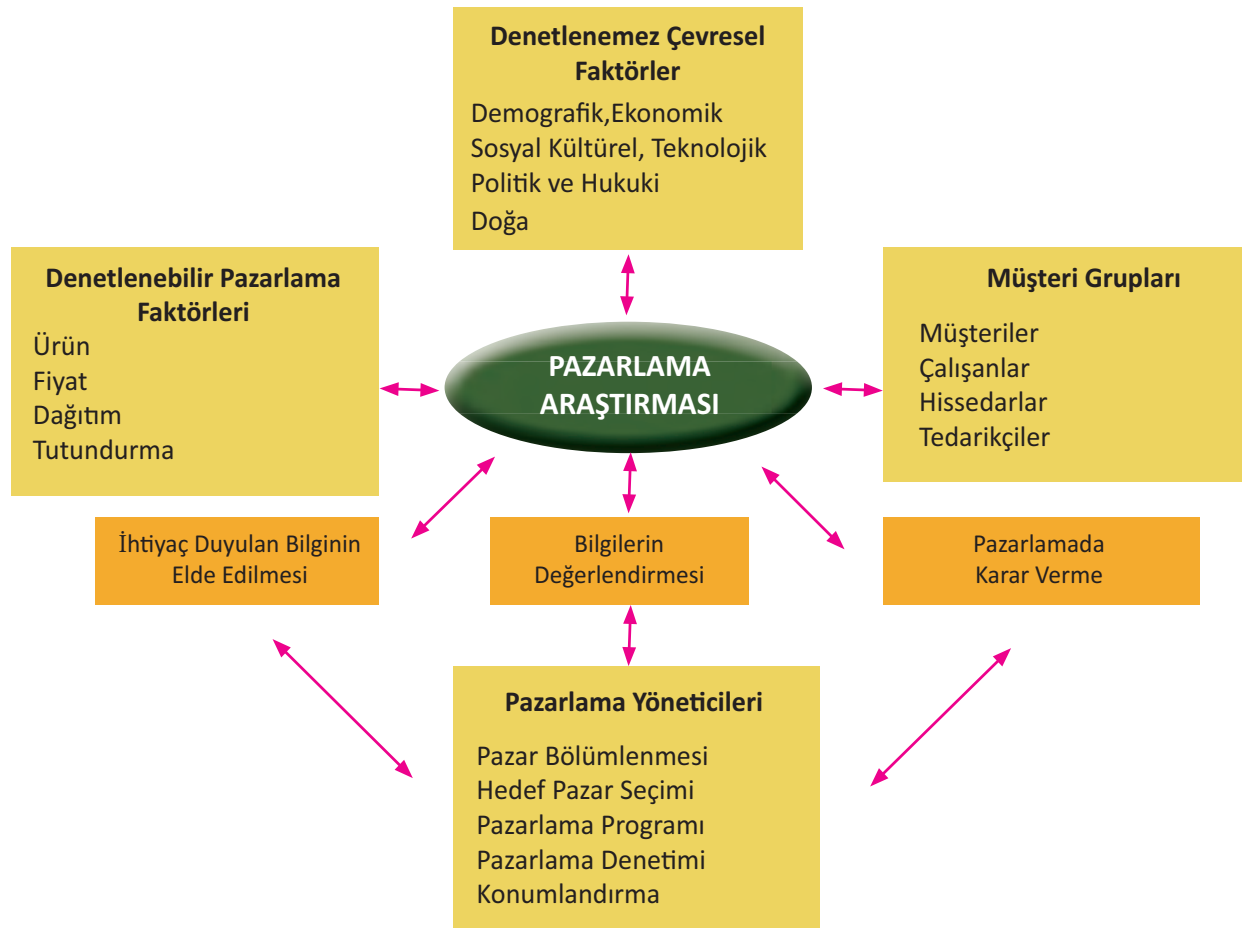 Denetlenemez Çevresel
Faktörler
Demografik,Ekonomik
Sosyal Kültürel, Teknolojik
Politik ve Hukuki
Doğa
Denetlenebilir Pazarlama
Faktörleri
Ürün
Fiyat
Dağıtım
Tutundurma
PAZARLAMA
ARAŞTIRMASI
Müşteri Grupları
Müşteriler
Çalışanlar
Hissedarlar
Tedarikçiler
İhtiyaç Duyulan Bilginin
Elde Edilmesi
Bilgilerin
Değerlendirmesi
Pazarlamada
Karar Verme
Pazarlama Yöneticileri
Pazar Bölümlenmesi
Hedef Pazar Seçimi
Pazarlama Programı
Pazarlama Denetimi
Konumlandırma